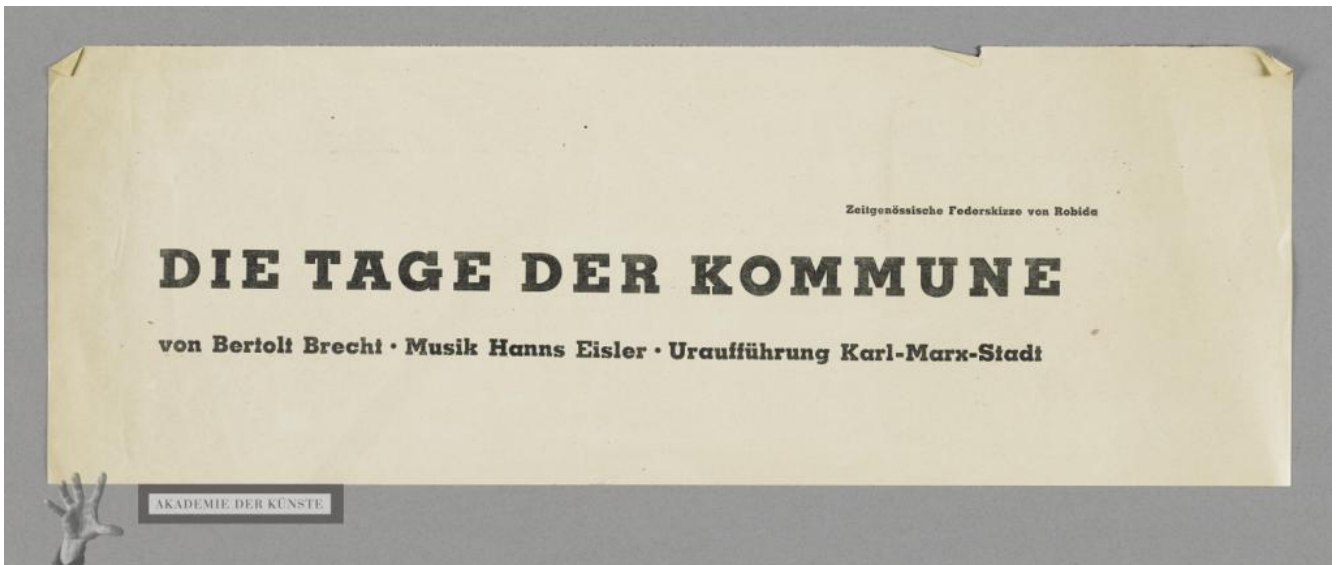 Zeitgenössische Federskizze von Robida
DIE TAGE DER KOMMUNE
von Bertolt Brecht • Musik Hanns Eisler • Uraufführung Karl-Marx-Stadt
AKADEMIE DER KÜNSTE